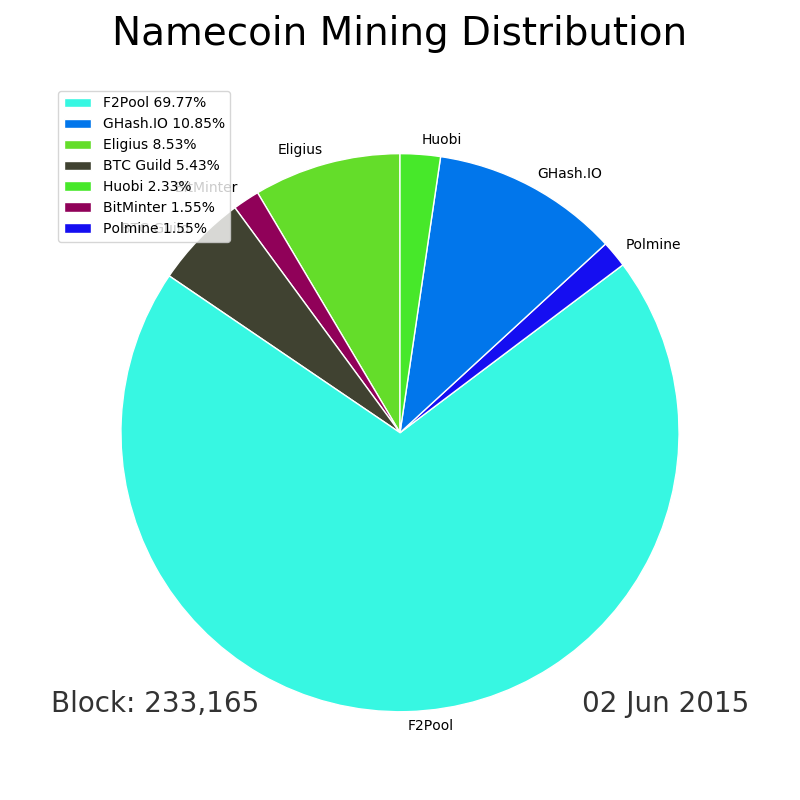 Namecoin Mining Distribution
F2Pool 69.77%
GHash.IO 10.85%
Eligius 8.53%
BTC Guild 5.43%
Huobi 2.33%
BitMinter 1.55%
Polmine 1.55%
Huobi
Eligius
GHash.IO
BitMinter
Polmine
F2Pool
Block: 233,165
02 Jun 2015